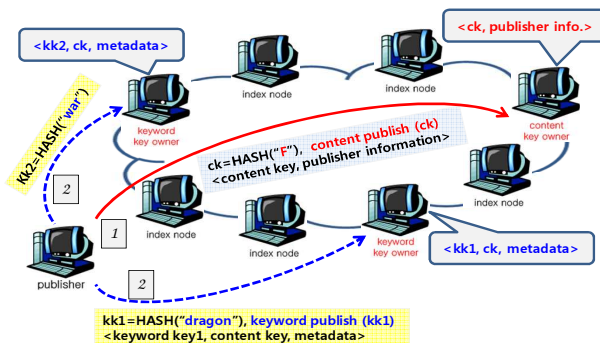 <kk2, ck, metadata>
<ck, publisher info.>
index node
index node
keyword
key owner
content
key owner
Kk2=HASH("war")
ck=HASH("F"), content publish (ck)
<content key, publisher information>
2
1
index node
index node
index node
keyword
key owner
<kk1, ck, metadata>
publisher
2
kk1=HASH("dragon"), keyword publish (kk1)
<keyword key1, content key, metadata>